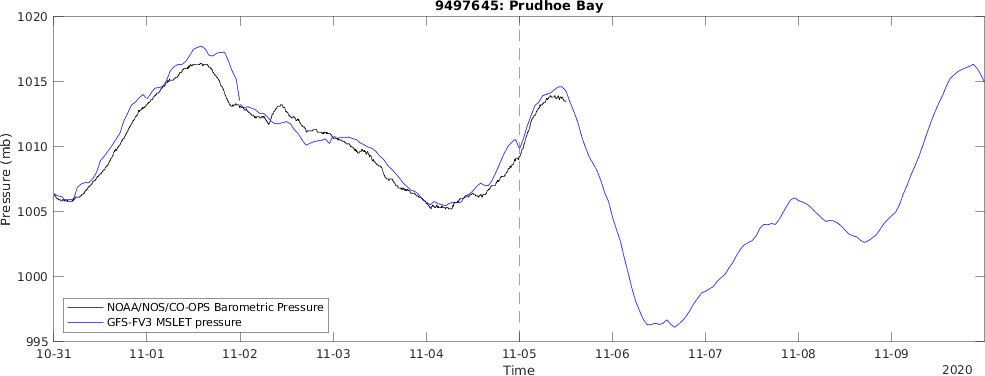 9497645: Prudhoe Bay
1020
1015
1010
1005
1000
995
Pressure (mb)
NOAA/NOS/CO-OPS Barometric Pressure
GFS-FV3 MSLET pressure
10-31 11-01 11-02 11-03 11-04 11-05 11-06 11-07 11-08 11-09
Time
2020